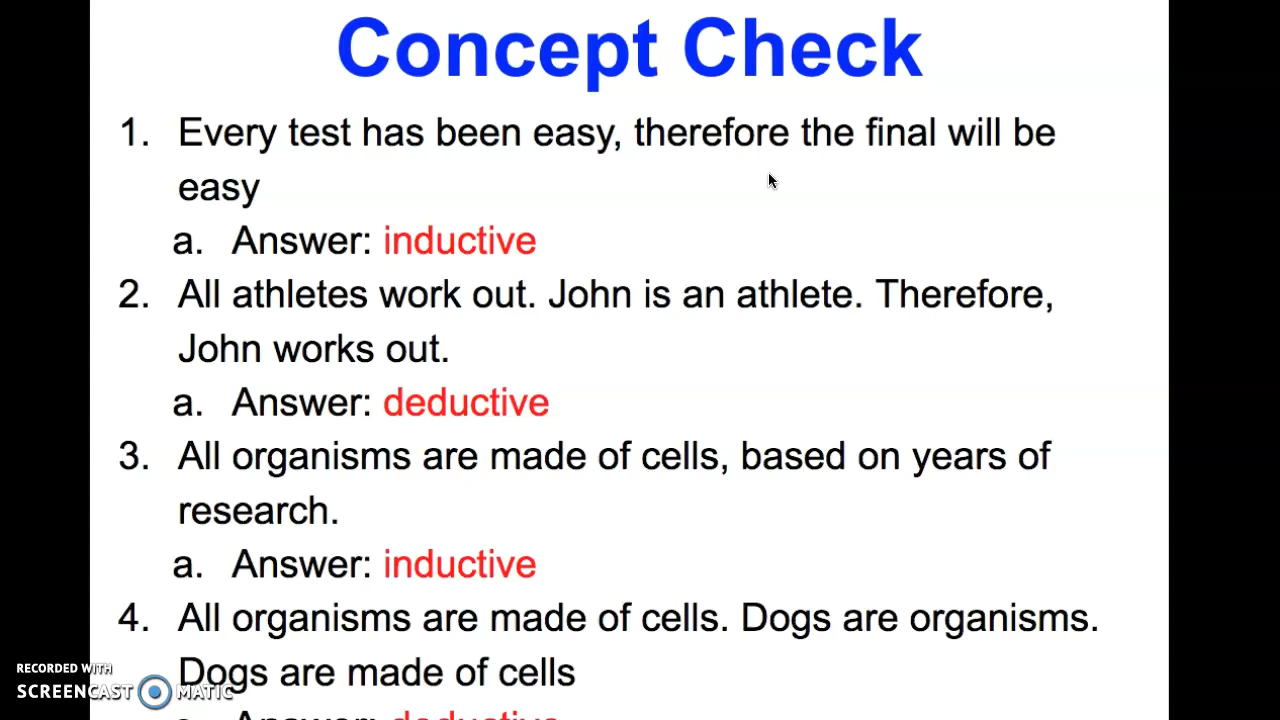 Concept Check
1. Every test has been easy, therefore the final will be
easy
a. Answer: inductive
2. All athletes work out. John is an athlete. Therefore,
John works out.
a. Answer: deductive
3. All organisms are made of cells, based on years of
research.
a. Answer: inductive
4. All organisms are made of cells. Dogs are organisms.
Dogs are made of cells
a. Answer: deductive
RECORDED WITH
SCREENCAST MATIC